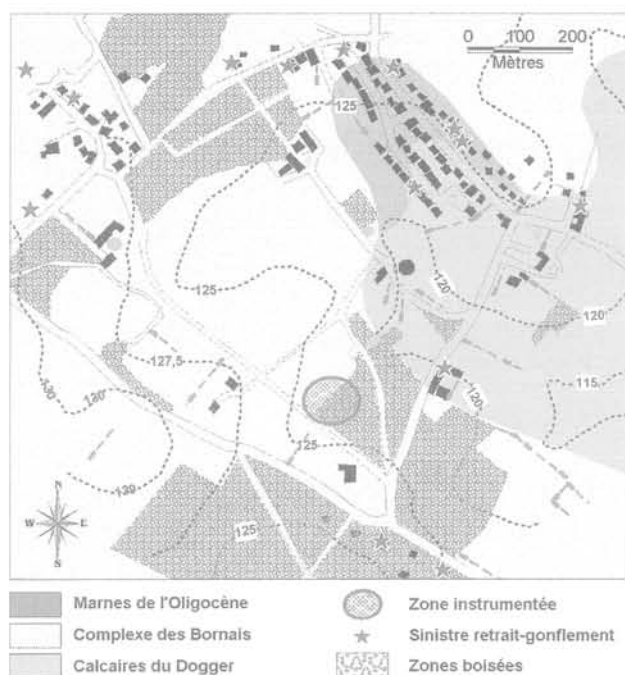 0 100 200
Mètres
125
125
120
120
127,5
130
130
115
120
125
139
125
N
W E
S
Marnes de l'Oligocène
Zone instrumentée
Complexe des Bornais
Sinistre retrait-gonflement
Calcaires du Dogger
Zones boisées